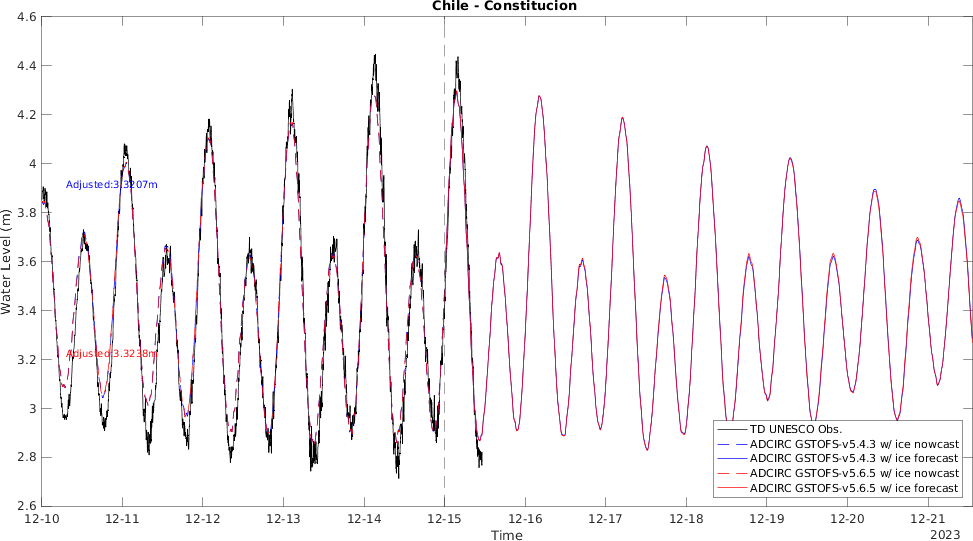 Chile - Constitucion
4.6
4.4
4.2
4
3.8
3.6
3.4
3.2
3
2.8
2.6
Water Level (m)
Adjusted:3.3207m
Adjusted:3.3238m
TD UNESCO Obs.
ADCIRC GSTOFS-v5.4.3 w/ ice nowcast
ADCIRC GSTOFS-v5.4.3 w/ ice forecast
ADCIRC GSTOFS-v5.6.5 w/ ice nowcast
ADCIRC GSTOFS-v5.6.5 w/ ice forecast
12-10 12-11 12-12 12-13 12-14 12-15 12-16 12-17 12-18 12-19 12-20 12-21
Time
2023